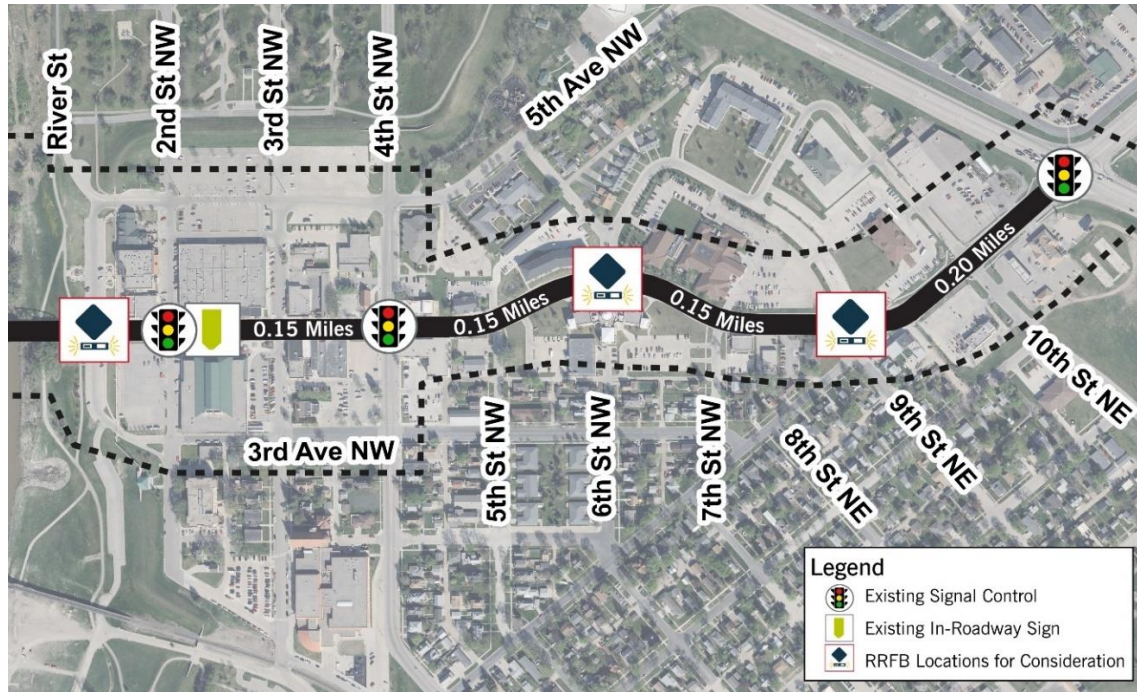 River St
2nd St NW
3rd St NW
4th St NW
5th Ave NW
0.15 Miles
0.15 Miles
0.15 Miles
0.20 Miles
3rd Ave NW
5th St NW
6th St NW
7th St NW
8th St NE
9th St NE
10th St NE
Legend
Existing Signal Control
Existing In-Roadway Sign
RRFB Locations for Consideration